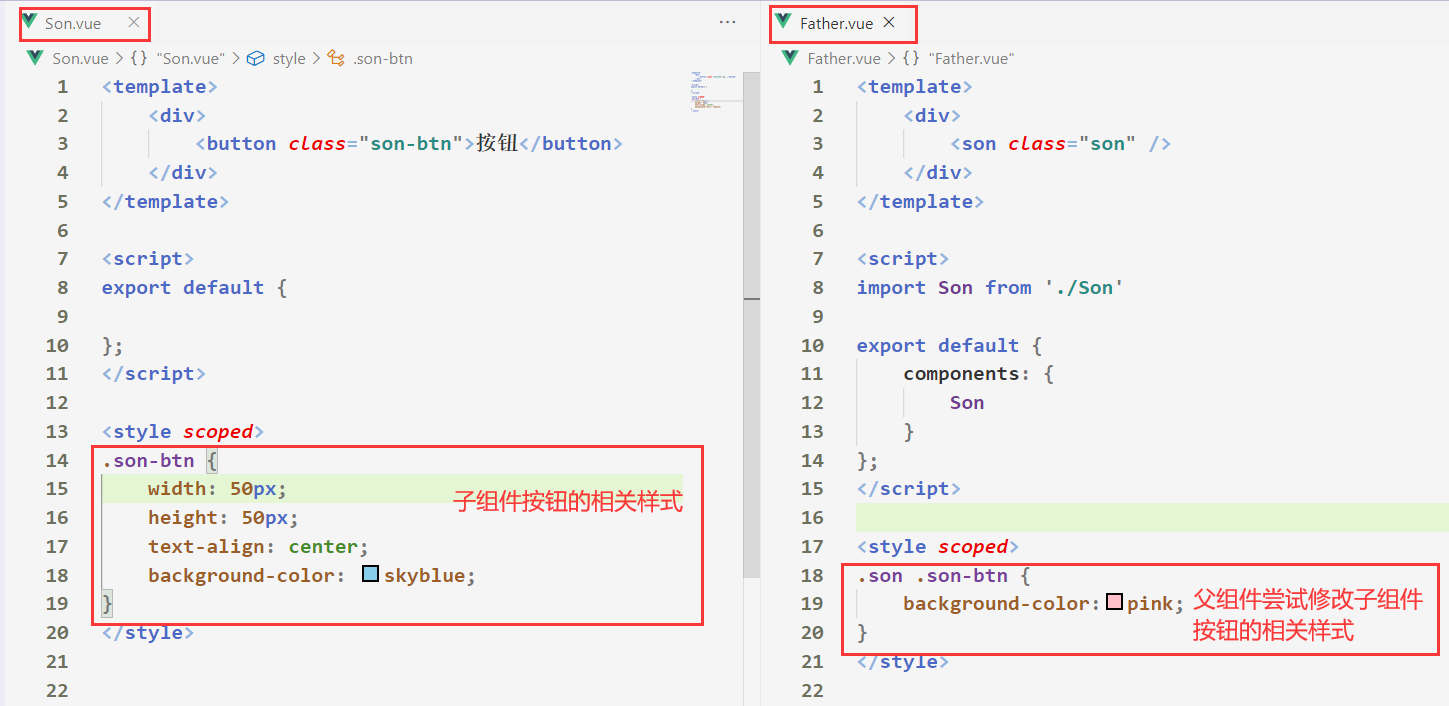 Son.vue
Son.vue > {} "Son.vue" > style > .son-btn
1 <template>
2 <div>
3 <button class="son-btn">按钮</button>
4 </div>
5 </template>
6
7 <script>
8 export default {
9
10 };
11 </script>
12
13 <style scoped>
14 .son-btn {
15 width: 50px;
子组件按钮的相关样式
16 height: 50px;
17 text-align: center;
18 background-color: skyblue;
19 }
20 </style>
21
22
Father.vue
Father.vue > {} "Father.vue"
1 <template>
2 <div>
3 <son class="son" />
4 </div>
5 </template>
6
7 <script>
8 import Son from './Son'
9
10 export default {
11 components: {
12 Son
13 }
14 };
15 </script>
16
17 <style scoped>
18 .son .son-btn {
19 background-color: pink;
父组件尝试修改子组件
按钮的相关样式
20 }
21 </style>
22